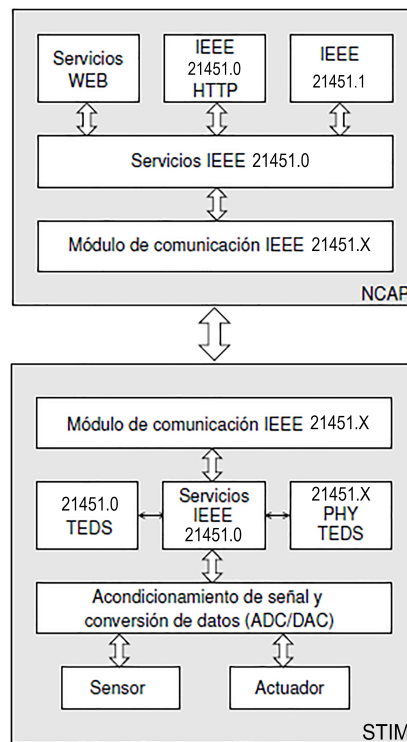 Servicios
WEB
IEEE
21451.0
HTTP
IEEE
21451.1
Servicios IEEE 21451.0
Módulo de comunicación IEEE 21451.X
NCAP
Módulo de comunicación IEEE 21451.X
21451.0
TEDS
Servicios
IEEE
21451.0
21451.X
PHY
TEDS
Acondicionamiento de señal y
conversión de datos (ADC/DAC)
Sensor
Actuador
STIM